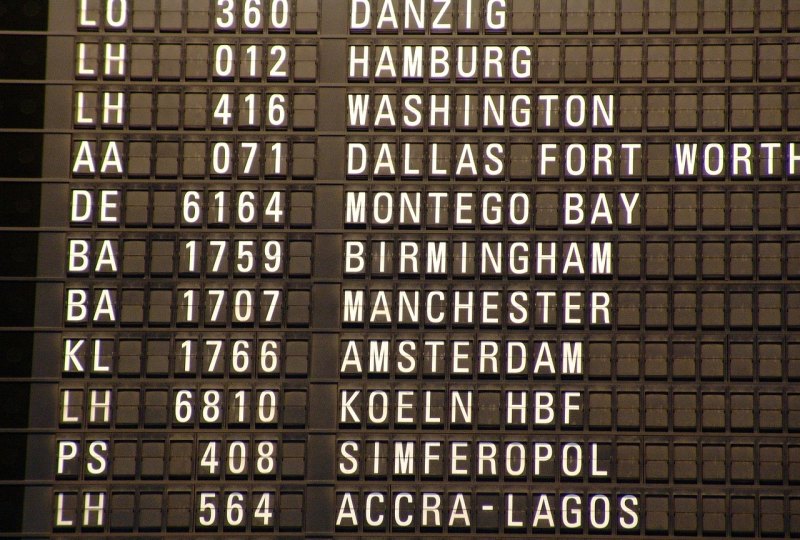 LO 360 DANZIG
LH 012 HAMBURG
LH 416 WASHINGTON
AA 071 DALLAS FORT WORTH
DE 6164 MONTEGO BAY
BA 1759 BIRMINGHAM
BA 1707 MANCHESTER
KL 1766 AMSTERDAM
LH 6810 KOELN HBF
PS 408 SIMFEROPOL
LH 564 ACCRA-LAGOS